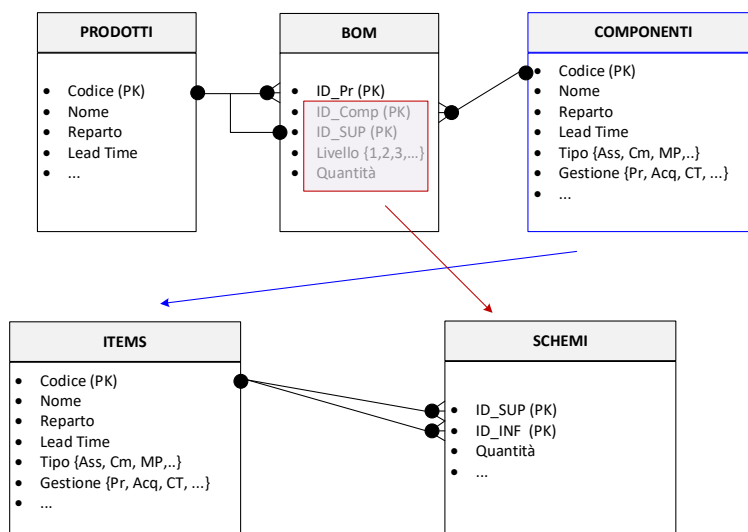 PRODOTTI
• Codice (PK)
• Nome
• Reparto
• Lead Time
• ...
BOM
• ID_Pr (PK)
• ID_Comp (PK)
• ID_SUP (PK)
• Livello {1,2,3,...}
• Quantità
COMPONENTI
• Codice (PK)
• Nome
• Reparto
• Lead Time
• Tipo {Ass, Cm, MP,..}
• Gestione {Pr, Acq, CT, ...}
• ...
ITEMS
• Codice (PK)
• Nome
• Reparto
• Lead Time
• Tipo {Ass, Cm, MP,..}
• Gestione {Pr, Acq, CT, ...}
• ...
SCHEMI
• ID_SUP (PK)
• ID_INF (PK)
• Quantità
• ...